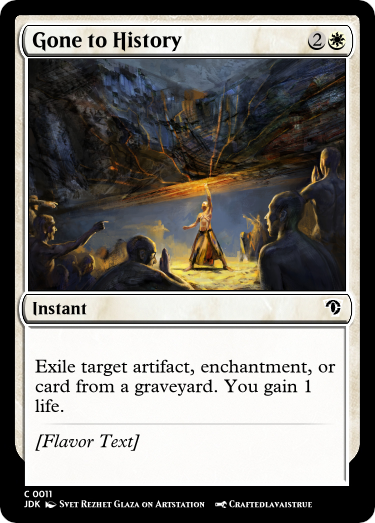 Gone to History 2
Instant
Exile target artifact, enchantment, or
card from a graveyard. You gain 1
life.
[Flavor Text]
C 0011
JDK Svet Rezhet Glaza on Artstation Craftedlavaistrue